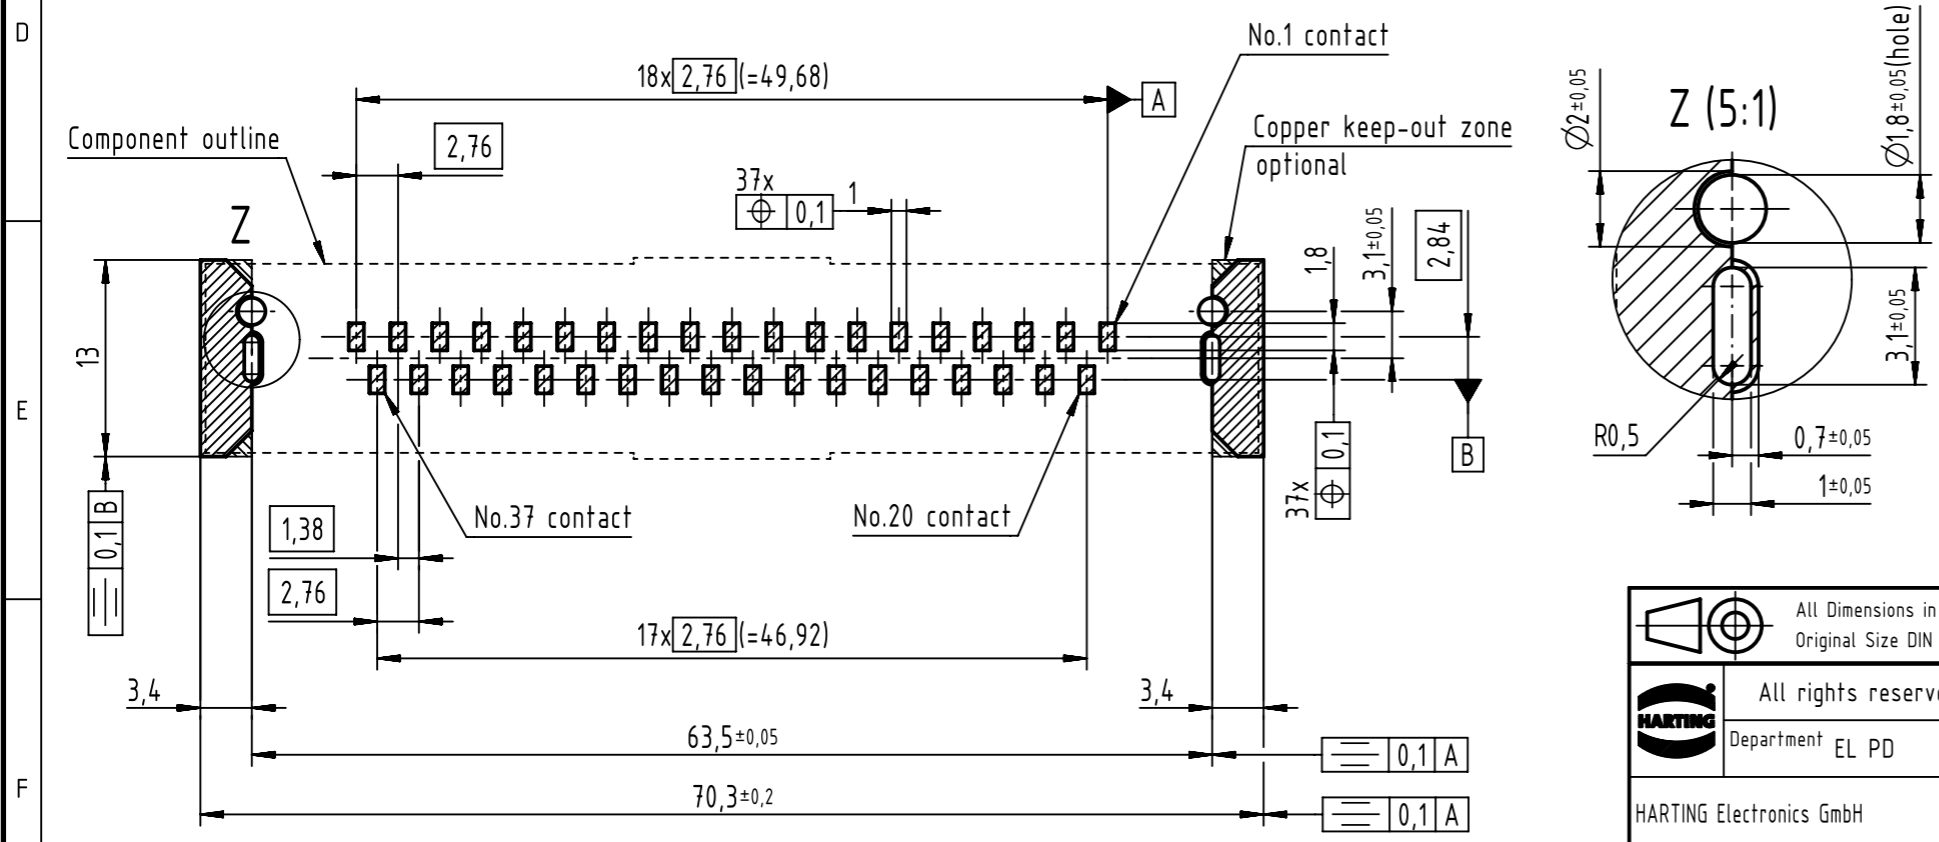 D
E
F
18x 2,76 (=49,68)
A
No.1 contact
Component outline
2,76
Copper keep-out zone
optional
37x
⌖ 0,1
1
Z
13
1,8
3,1±0,05
2,84
37x
⌖ 0,1
B
⌯ 0,1 B
No.37 contact
No.20 contact
1,38
2,76
17x 2,76 (=46,92)
3,4
3,4
63,5±0,05
⌯ 0,1 A
70,3±0,2
⌯ 0,1 A
Z (5:1)
Ø2±0,05
Ø1,8±0,05(hole)
3,1±0,05
R0,5
0,7±0,05
1±0,05
All Dimensions in
Original Size DIN
HARTING
All rights reserve
Department EL PD
HARTING Electronics GmbH